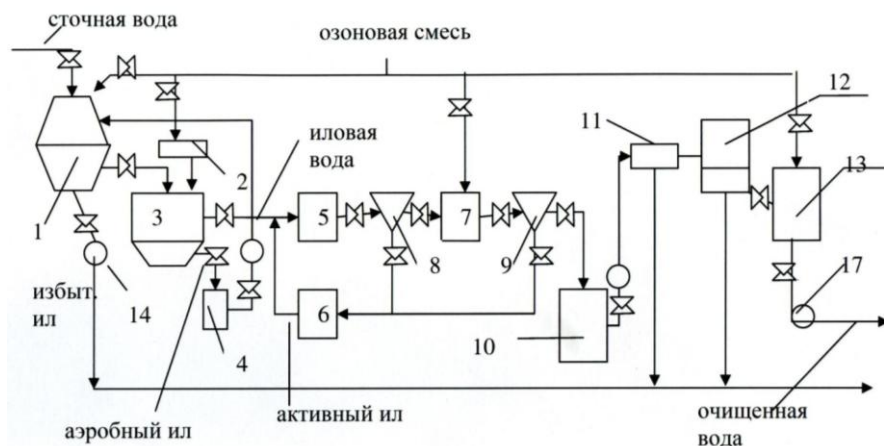 сточная вода
озоновая смесь
12
11
иловая
вода
2
13
1
3
5
7
8
9
17
избыт.
ил
14
4
6
10
аэробный ил
активный ил
очищенная
вода